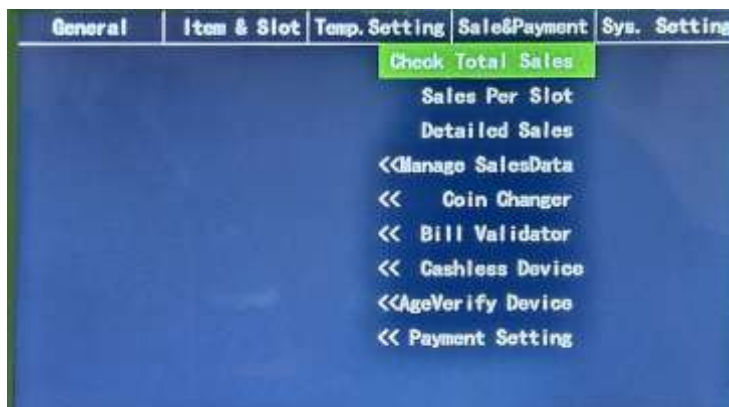 General Item & Slot Temp.Setting Sale&Payment Sys. Setting
Check Total Sales
Sales Per Slot
Detailed Sales
<<Manage SalesData
<< Coin Changer
<< Bill Validator
<< Cashless Device
<<AgeVerify Device
<< Payment Setting